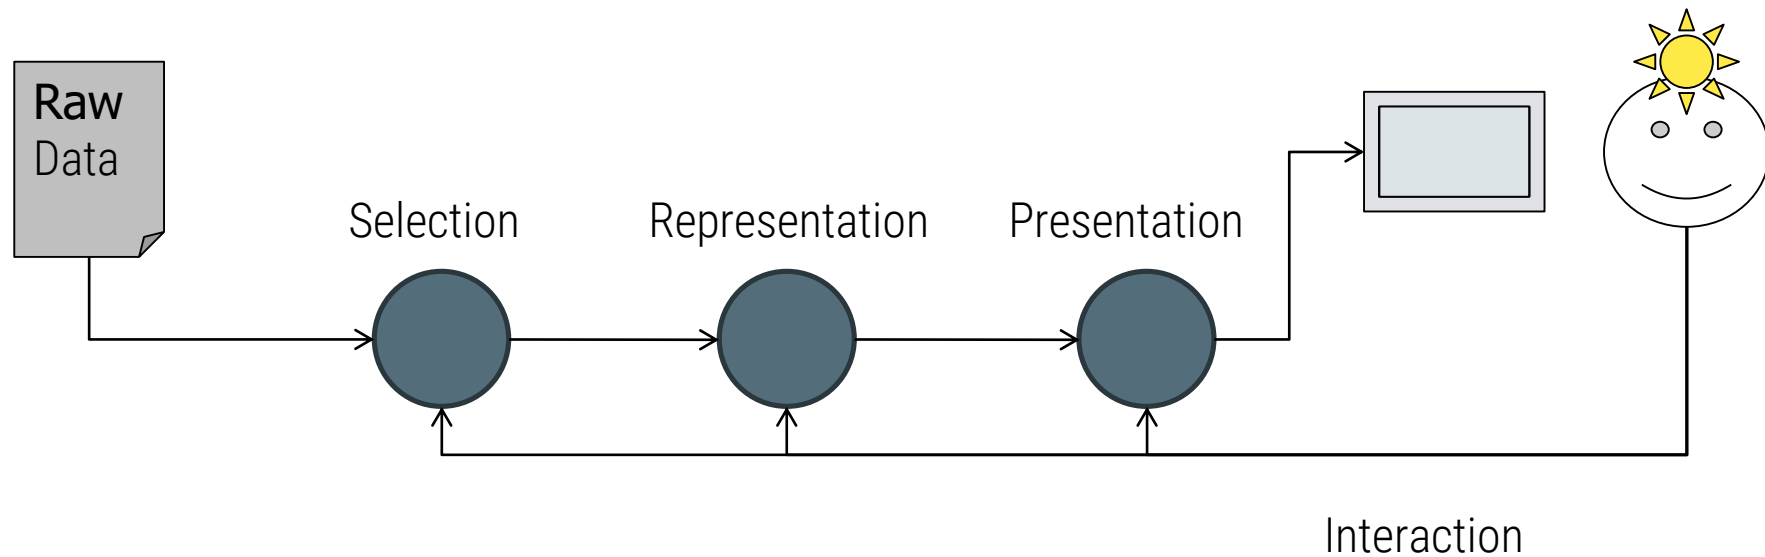 Raw
Data
Selection
Representation
Presentation
Interaction